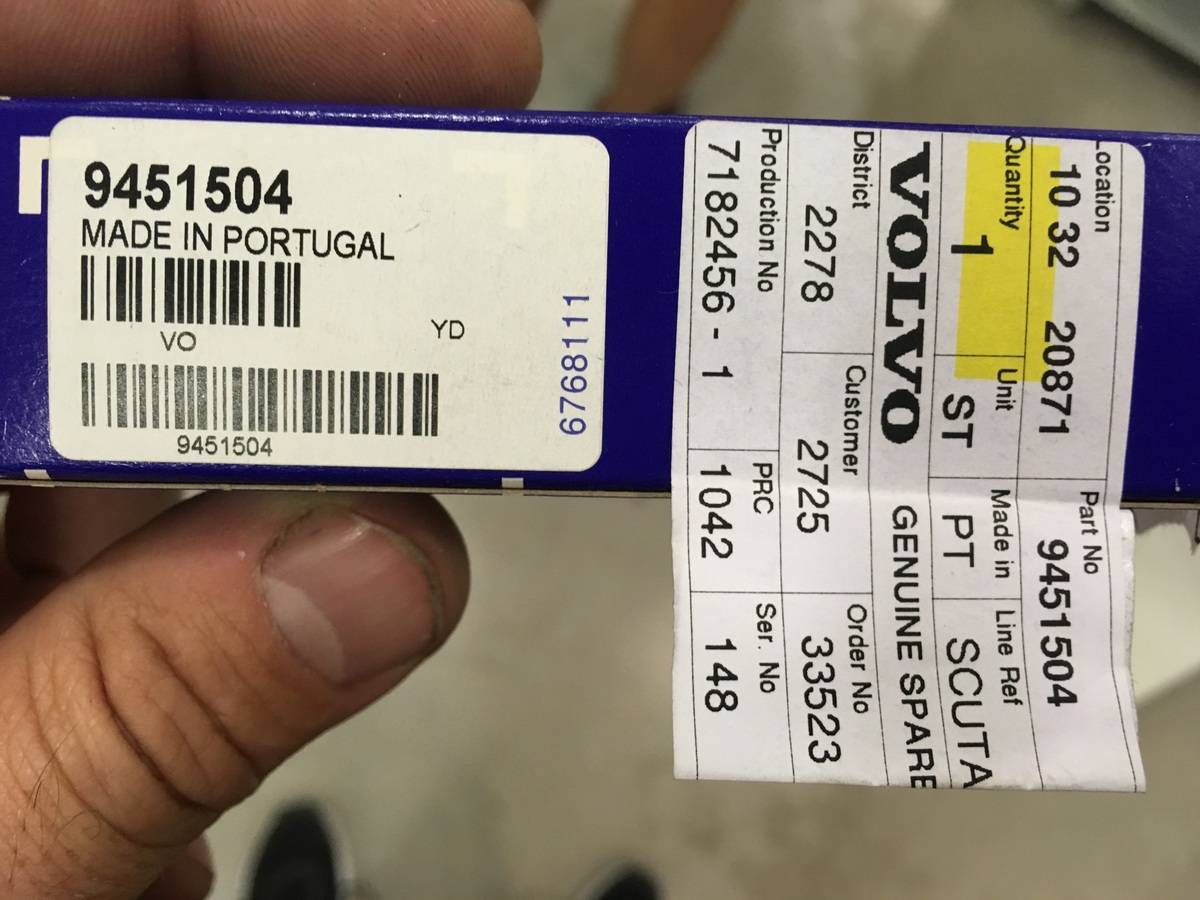 9451504
MADE IN PORTUGAL
VO
YD
9451504
6798111
Location
Part No
10 32 20871
9451504
Quantity
Unit
Made in
Line Ref
1
ST
PT
SCUTA
VOLVO GENUINE SPARE
District
Customer
Order No
2278
2725
33523
Production No
PRC
Ser. No
7182456 - 1
1042
148